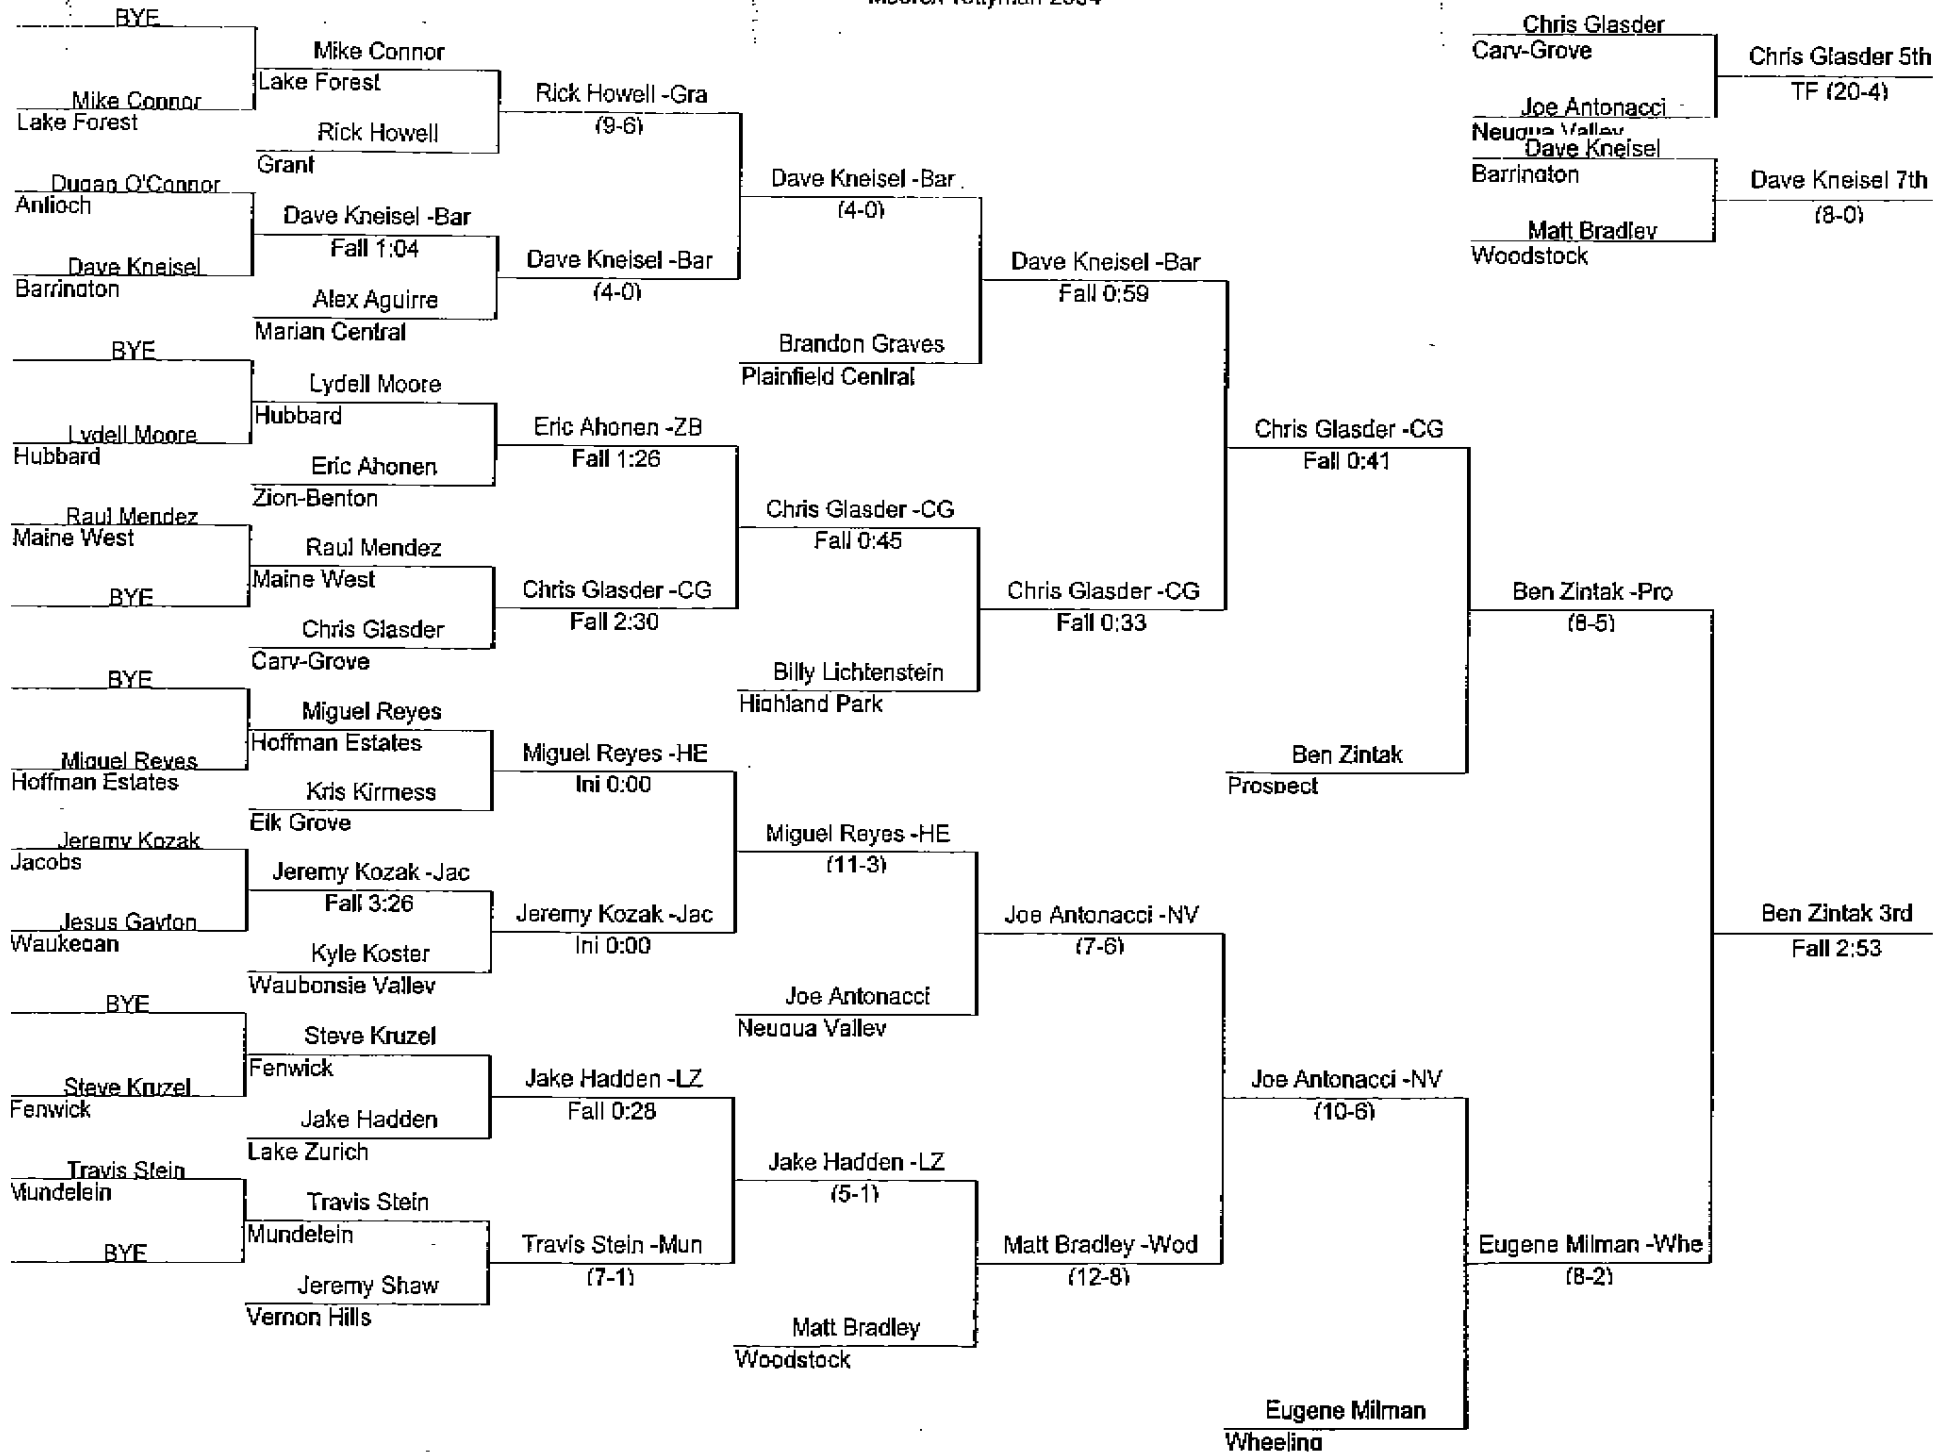 BYE
Mike Connor
Lake Forest
Dugan O'Connor
Antioch
Dave Kneisel
Barrington
BYE
Lydell Moore
Hubbard
Raul Mendez
Maine West
BYE
BYE
Miguel Reyes
Hoffman Estates
Jeremy Kozak
Jacobs
Jesus Gayton
Waukegan
BYE
Steve Kruzel
Fenwick
Travis Stein
Mundelein
BYE
Mike Connor
Lake Forest
Rick Howell
Grant
Dave Kneisel -Bar
Fall 1:04
Alex Aguirre
Marian Central
Lydell Moore
Hubbard
Eric Ahonen
Zion-Benton
Raul Mendez
Maine West
Chris Glasder
Cary-Grove
Miguel Reyes
Hoffman Estates
Kris Kirmess
Elk Grove
Jeremy Kozak -Jac
Fall 3:26
Kyle Koster
Waubonsie Valley
Steve Kruzel
Fenwick
Jake Hadden
Lake Zurich
Travis Stein
Mundelein
Jeremy Shaw
Vernon Hills
Rick Howell -Gra
(9-6)
Dave Kneisel -Bar
(4-0)
Eric Ahonen -ZB
Fall 1:26
Chris Glasder -CG
Fall 2:30
Miguel Reyes -HE
Ini 0:00
Jeremy Kozak -Jac
Ini 0:00
Jake Hadden -LZ
Fall 0:28
Travis Stein -Mun
(7-1)
Dave Kneisel -Bar
(4-0)
Brandon Graves
Plainfield Central
Chris Glasder -CG
Fall 0:45
Billy Lichtenstein
Highland Park
Miguel Reyes -HE
(11-3)
Joe Antonacci
Neuqua Valley
Jake Hadden -LZ
(5-1)
Matt Bradley
Woodstock
Dave Kneisel -Bar
Fall 0:59
Chris Glasder -CG
Fall 0:33
Joe Antonacci -NV
(7-6)
Matt Bradley -Wod
(12-8)
Chris Glasder -CG
Fall 0:41
Ben Zintak
Prospect
Joe Antonacci -NV
(10-6)
Eugene Milman
Wheeling
Ben Zintak -Pro
(8-5)
Eugene Milman -Whe
(8-2)
Ben Zintak 3rd
Fall 2:53
Chris Glasder
Cary-Grove
Joe Antonacci
Neuqua Valley
Chris Glasder 5th
TF (20-4)
Dave Kneisel
Barrington
Matt Bradley
Woodstock
Dave Kneisel 7th
(8-0)